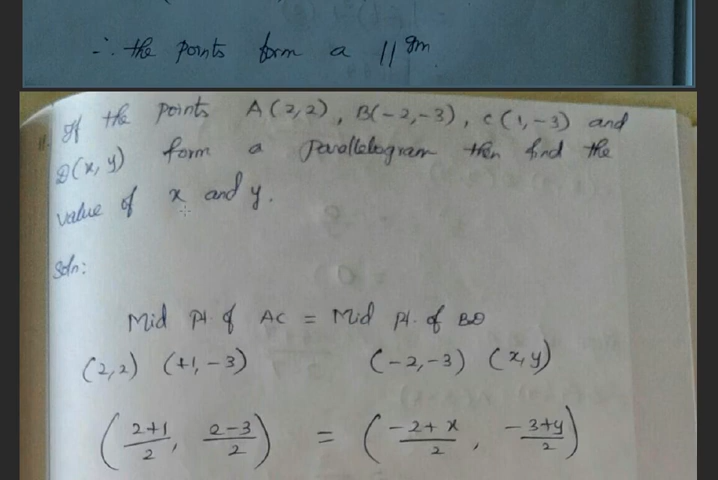 ∴ the points form a ||gm
If the points A(2,2), B(-2,-3), C(1,-3) and
D(x, y) form a parallelogram then find the
value of x and y.
Soln:
Mid pt. of AC = Mid pt. of BD
(2,2) (+1,-3) (-2,-3) (x,y)
(2+1/2, 2-3/2) = (-2+x/2, -3+y/2)